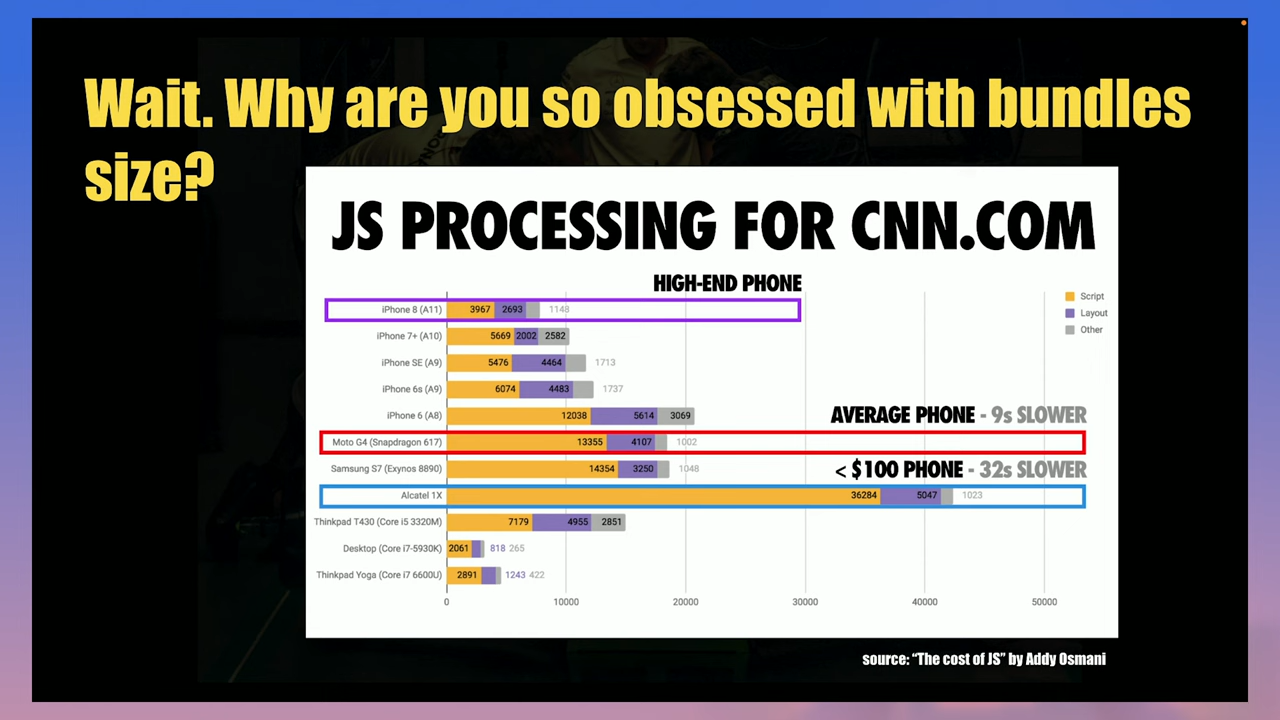 Wait. Why are you so obsessed with bundles
size?
JS PROCESSING FOR CNN.COM
HIGH-END PHONE
Script
Layout
Other
iPhone 8 (A11) 3967 2693 1148
iPhone 7+ (A10) 5669 2002 2582
iPhone SE (A9) 5476 4464 1713
iPhone 6s (A9) 6074 4483 1737
iPhone 6 (A8) 12038 5614 3069
AVERAGE PHONE - 9s SLOWER
Moto G4 (Snapdragon 617) 13355 4107 1002
Samsung S7 (Exynos 8890) 14354 3250 1048
< $100 PHONE - 32s SLOWER
Alcatel 1X 36284 5047 1023
Thinkpad T430 (Core i5 3320M) 7179 4955 2851
Desktop (Core i7-5930K) 2061 818 265
Thinkpad Yoga (Core i7 6600U) 2891 1243 422
0 10000 20000 30000 40000 50000
source: “The cost of JS” by Addy Osmani